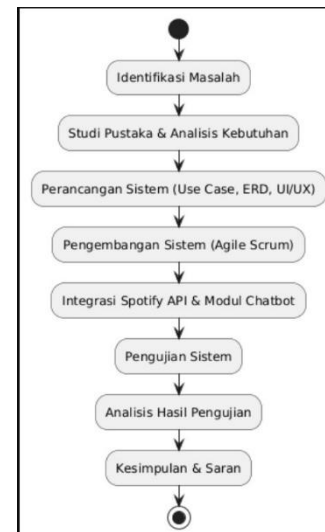 Identifikasi Masalah
Studi Pustaka & Analisis Kebutuhan
Perancangan Sistem (Use Case, ERD, UI/UX)
Pengembangan Sistem (Agile Scrum)
Integrasi Spotify API & Modul Chatbot
Pengujian Sistem
Analisis Hasil Pengujian
Kesimpulan & Saran